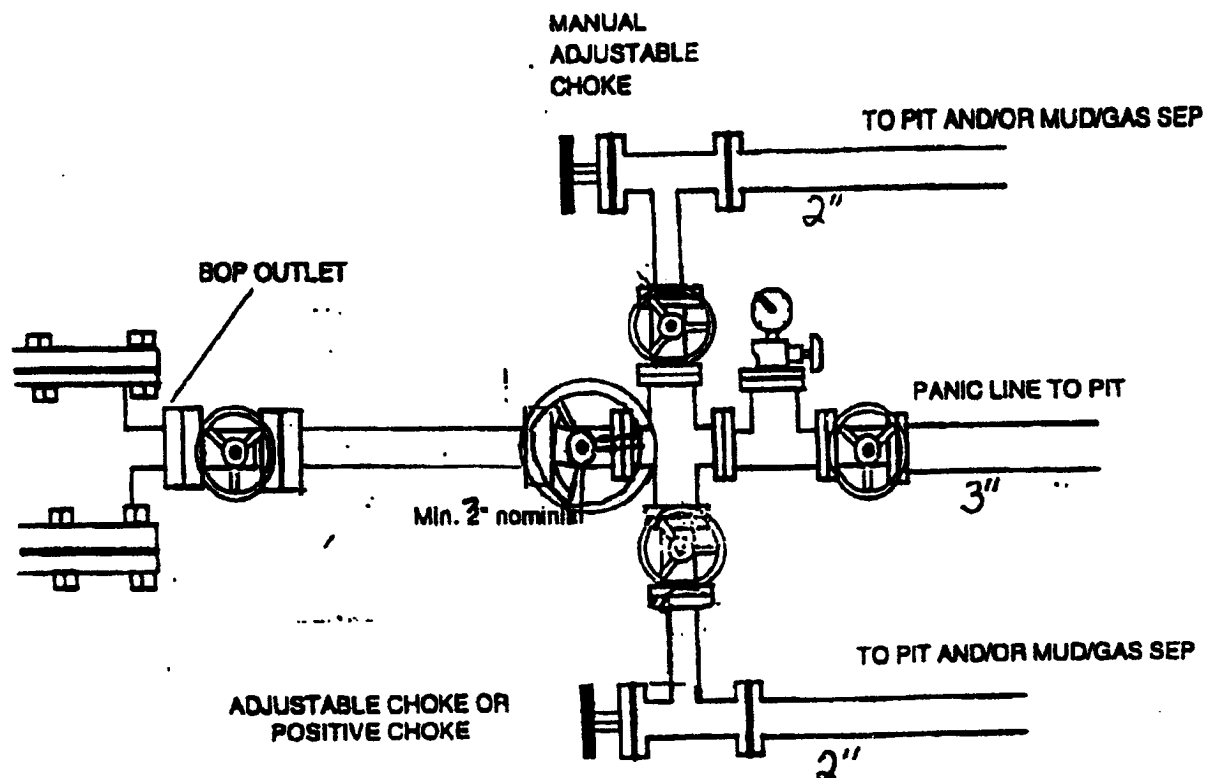 MANUAL
ADJUSTABLE
CHOKE
TO PIT AND/OR MUD/GAS SEP
2"
BOP OUTLET
PANIC LINE TO PIT
3"
Min. nominal
TO PIT AND/OR MUD/GAS SEP
ADJUSTABLE CHOKE OR
POSITIVE CHOKE
2"